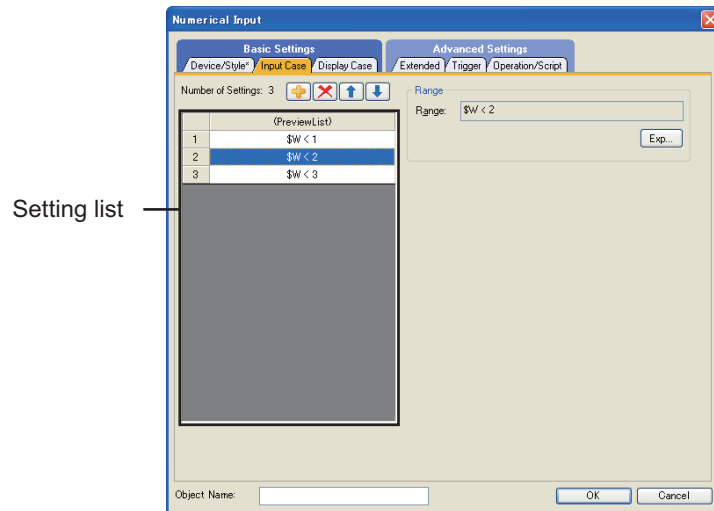 Numerical Input
Basic Settings
Advanced Settings
Device/Style* Input Case Display Case Extended Trigger Operation/Script
Number of Settings: 3
Range
Range: $W < 2
Exp...
(PreviewList)
1 $W < 1
2 $W < 2
3 $W < 3
Setting list
Object Name:
OK
Cancel